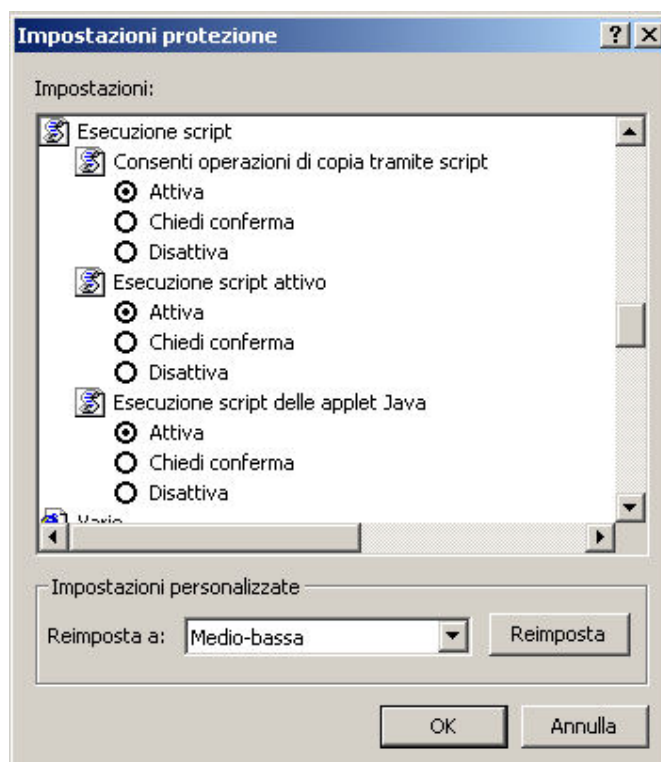 Impostazioni protezione
Impostazioni:
Esecuzione script
Consenti operazioni di copia tramite script
Attiva
Chiedi conferma
Disattiva
Esecuzione script attivo
Attiva
Chiedi conferma
Disattiva
Esecuzione script delle applet Java
Attiva
Chiedi conferma
Disattiva
Impostazioni personalizzate
Reimposta a:
Medio-bassa
Reimposta
OK
Annulla